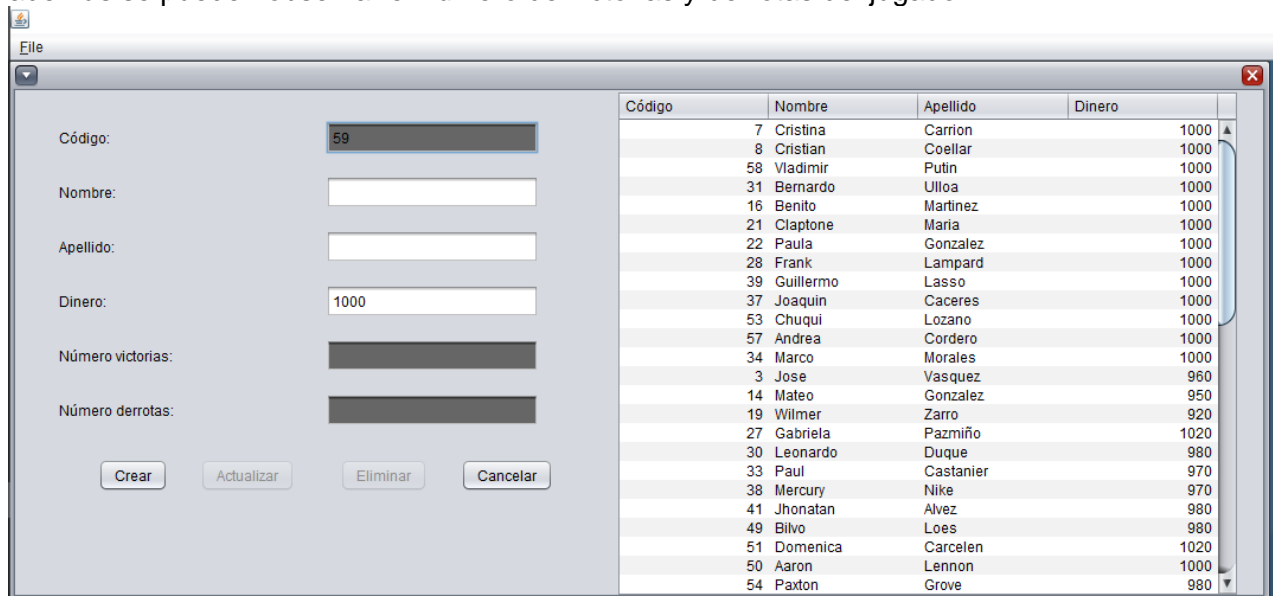 File
Código: 59
Nombre:
Apellido:
Dinero: 1000
Número victorias:
Número derrotas:
Crear Actualizar Eliminar Cancelar
Código Nombre Apellido Dinero
7 Cristina Carrion 1000
8 Cristian Coellar 1000
58 Vladimir Putin 1000
31 Bernardo Ulloa 1000
16 Benito Martinez 1000
21 Claptone Maria 1000
22 Paula Gonzalez 1000
28 Frank Lampard 1000
39 Guillermo Lasso 1000
37 Joaquin Caceres 1000
53 Chuqui Lozano 1000
57 Andrea Cordero 1000
34 Marco Morales 1000
3 Jose Vasquez 960
14 Mateo Gonzalez 950
19 Wilmer Zarro 920
27 Gabriela Pazmiño 1020
30 Leonardo Duque 980
33 Paul Castanier 970
38 Mercury Nike 970
41 Jhonatan Alvez 980
49 Bilvo Loes 980
51 Domenica Carcelen 1020
50 Aaron Lennon 1000
54 Paxton Grove 980